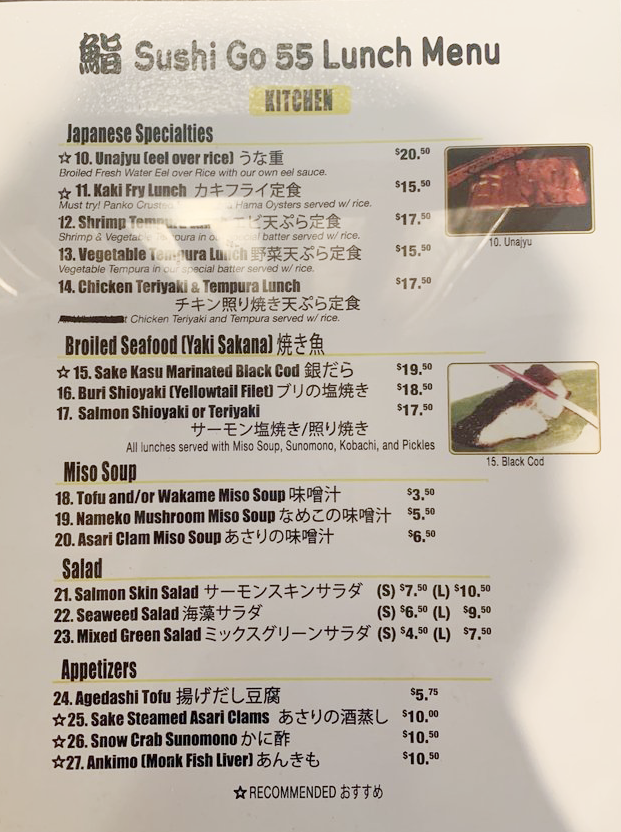 鮨 Sushi Go 55 Lunch Menu
KITCHEN
Japanese Specialties
☆ 10. Unajyu (eel over rice) うな重 $20.50
Broiled Fresh Water Eel over Rice with our own eel sauce.
☆ 11. Kaki Fry Lunch カキフライ定食 $15.50
Must try! Panko Crusted Hama Oysters served w/ rice.
12. Shrimp Tempura エビ天ぷら定食 $17.50
Shrimp & Vegetable Tempura in our special batter served w/ rice.
13. Vegetable Tempura Lunch 野菜天ぷら定食 $15.50
Vegetable Tempura in our special batter served w/ rice.
14. Chicken Teriyaki & Tempura Lunch $17.50
チキン照り焼き天ぷら定食
Chicken Teriyaki and Tempura served w/ rice.
10. Unajyu
Broiled Seafood (Yaki Sakana) 焼き魚
☆ 15. Sake Kasu Marinated Black Cod 銀だら $19.50
16. Buri Shioyaki (Yellowtail Filet) ブリの塩焼き $18.50
17. Salmon Shioyaki or Teriyaki $17.50
サーモン塩焼き/照り焼き
All lunches served with Miso Soup, Sunomono, Kobachi, and Pickles
15. Black Cod
Miso Soup
18. Tofu and/or Wakame Miso Soup 味噌汁 $3.50
19. Nameko Mushroom Miso Soup なめこの味噌汁 $5.50
20. Asari Clam Miso Soup あさりの味噌汁 $6.50
Salad
21. Salmon Skin Salad サーモンスキンサラダ (S) $7.50 (L) $10.50
22. Seaweed Salad 海藻サラダ (S) $6.50 (L) $9.50
23. Mixed Green Salad ミックスグリーンサラダ (S) $4.50 (L) $7.50
Appetizers
24. Agedashi Tofu 揚げだし豆腐 $5.75
☆25. Sake Steamed Asari Clams あさりの酒蒸し $10.00
☆26. Snow Crab Sunomono かに酢 $10.50
☆27. Ankimo (Monk Fish Liver) あんきも $10.50
☆ RECOMMENDED おすすめ